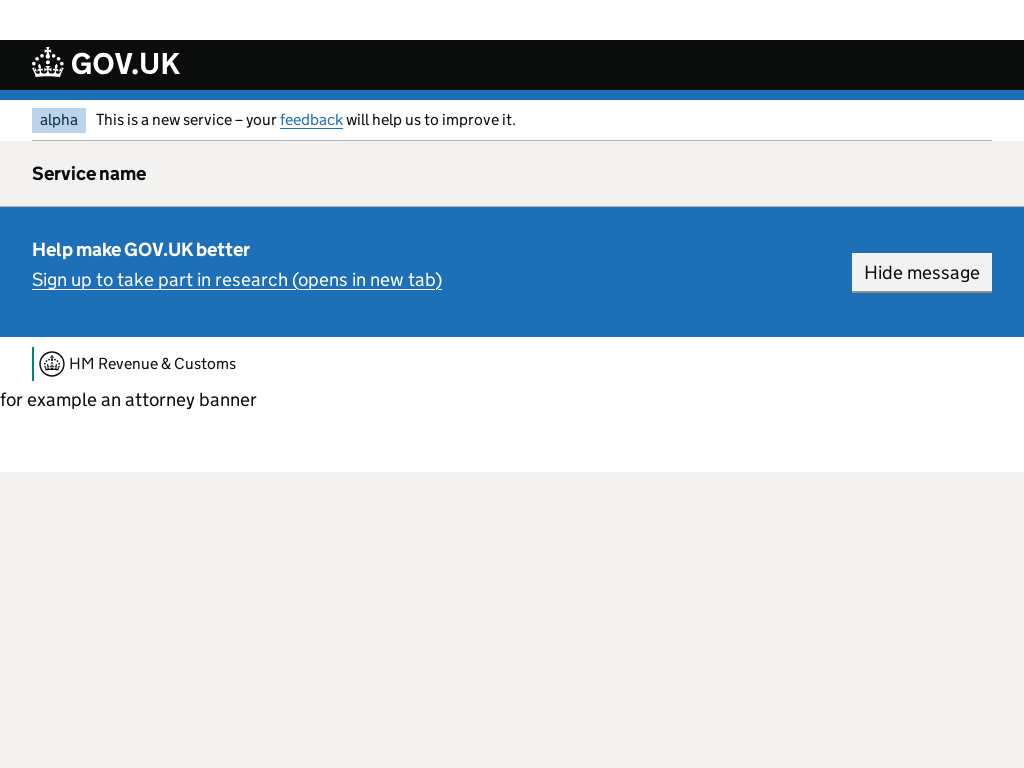 GOV.UK
alpha This is a new service – your feedback will help us to improve it.
Service name
Help make GOV.UK better
Sign up to take part in research (opens in new tab)
Hide message
HM Revenue & Customs
for example an attorney banner